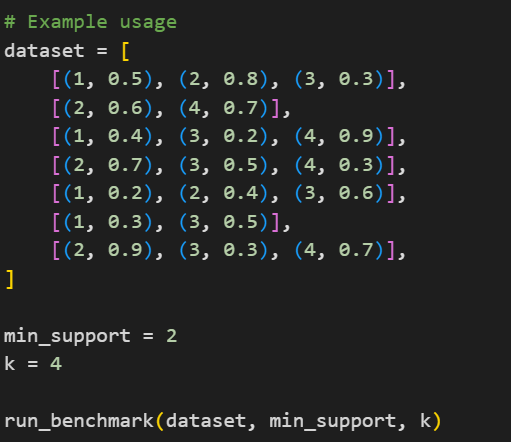 # Example usage
dataset = [
    [(1, 0.5), (2, 0.8), (3, 0.3)],
    [(2, 0.6), (4, 0.7)],
    [(1, 0.4), (3, 0.2), (4, 0.9)],
    [(2, 0.7), (3, 0.5), (4, 0.3)],
    [(1, 0.2), (2, 0.4), (3, 0.6)],
    [(1, 0.3), (3, 0.5)],
    [(2, 0.9), (3, 0.3), (4, 0.7)],
]
min_support = 2
k = 4
run_benchmark(dataset, min_support, k)